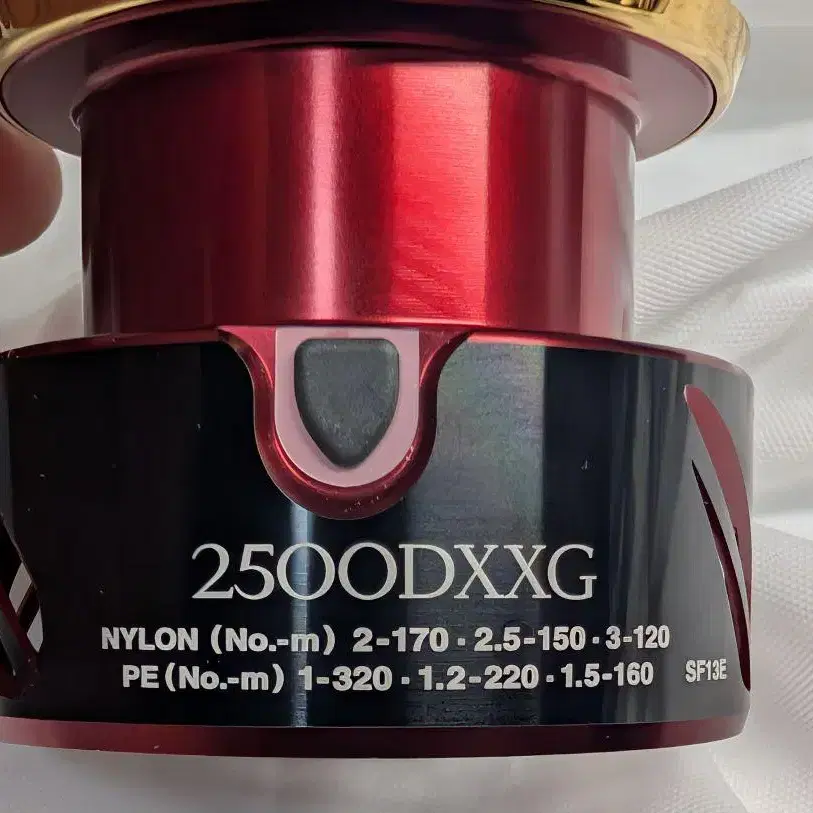 2500DXXG
NYLON (No.-m) 2-170・2.5-150・3-120
PE (No.-m) 1-320・1.2-220・1.5-160 SF13E